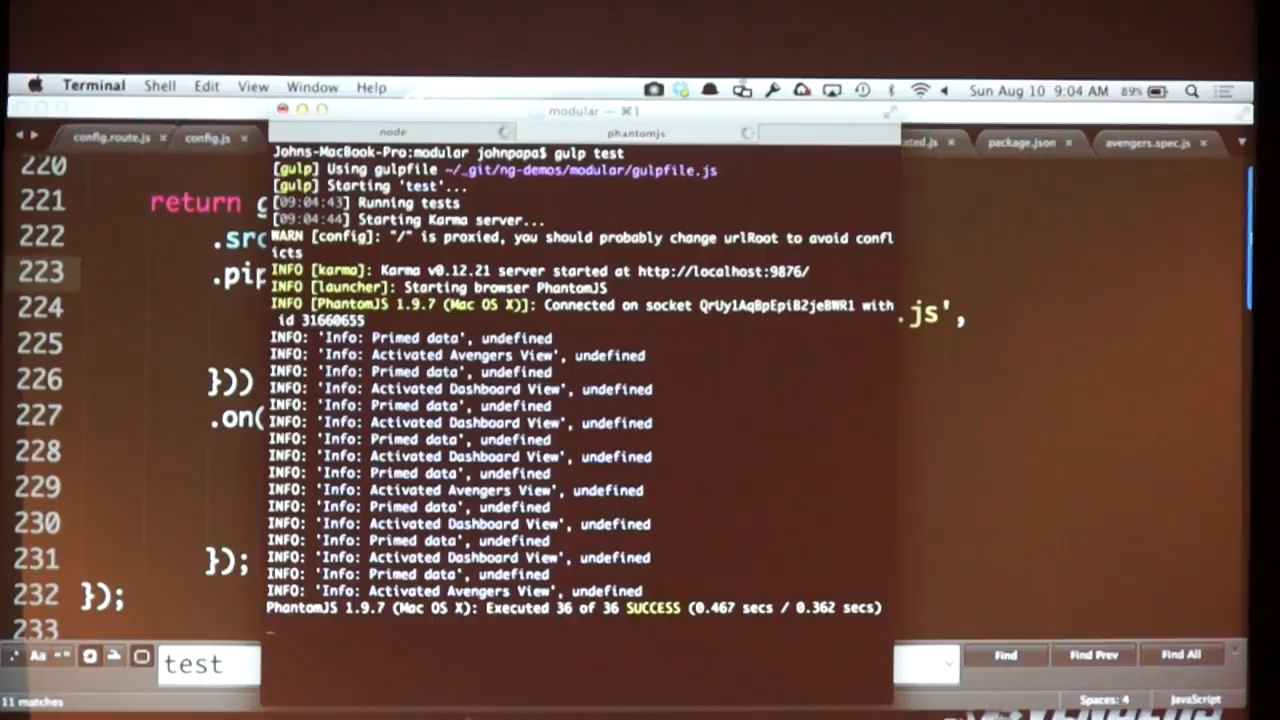 Terminal Shell Edit View Window Help Sun Aug 10 9:04 AM 89%
modular — ⌘1
config.route.js × config.js × node phantomjs package.json × avengers.spec.js ×
Johns-MacBook-Pro:modular johnpapa$ gulp test
[gulp] Using gulpfile ~/_git/ng-demos/modular/gulpfile.js
[gulp] Starting 'test'...
[09:04:43] Running tests
[09:04:44] Starting Karma server...
WARN [config]: "/" is proxied, you should probably change urlRoot to avoid confl
icts
INFO [karma]: Karma v0.12.21 server started at http://localhost:9876/
INFO [launcher]: Starting browser PhantomJS
INFO [PhantomJS 1.9.7 (Mac OS X)]: Connected on socket QrUy1AqBpEpiB2jeBWR1 with
id 31660655
INFO: 'Info: Primed data', undefined
INFO: 'Info: Activated Avengers View', undefined
INFO: 'Info: Primed data', undefined
INFO: 'Info: Activated Dashboard View', undefined
INFO: 'Info: Primed data', undefined
INFO: 'Info: Activated Dashboard View', undefined
INFO: 'Info: Primed data', undefined
INFO: 'Info: Activated Dashboard View', undefined
INFO: 'Info: Primed data', undefined
INFO: 'Info: Activated Avengers View', undefined
INFO: 'Info: Primed data', undefined
INFO: 'Info: Activated Dashboard View', undefined
INFO: 'Info: Primed data', undefined
INFO: 'Info: Activated Dashboard View', undefined
INFO: 'Info: Primed data', undefined
INFO: 'Info: Activated Avengers View', undefined
PhantomJS 1.9.7 (Mac OS X): Executed 36 of 36 SUCCESS (0.467 secs / 0.362 secs)
220
221 return g
222 .src
223 .pip
224 .js',
225
226 }))
227 .on(
228
229
230
231 });
232 });
233
.* Aa "" test Find Find Prev Find All
11 matches Spaces: 4 JavaScript